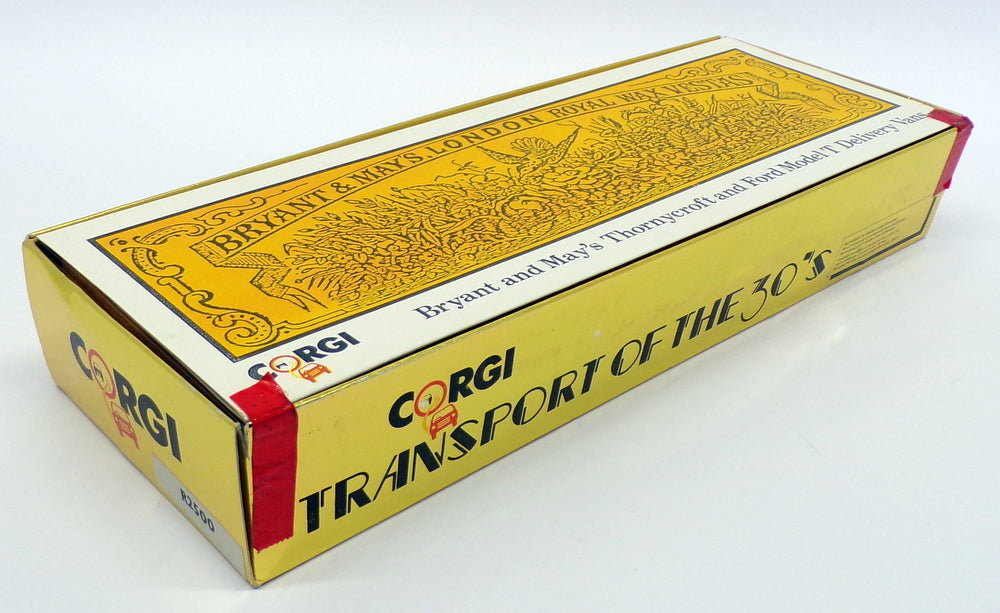 BRYANT & MAYS. LONDON ROYAL WAX VESTAS
Bryant and May's Thornycroft and Ford Model T Delivery Vans
CORGI
CORGI
R2500
CORGI
TRANSPORT OF THE 30's